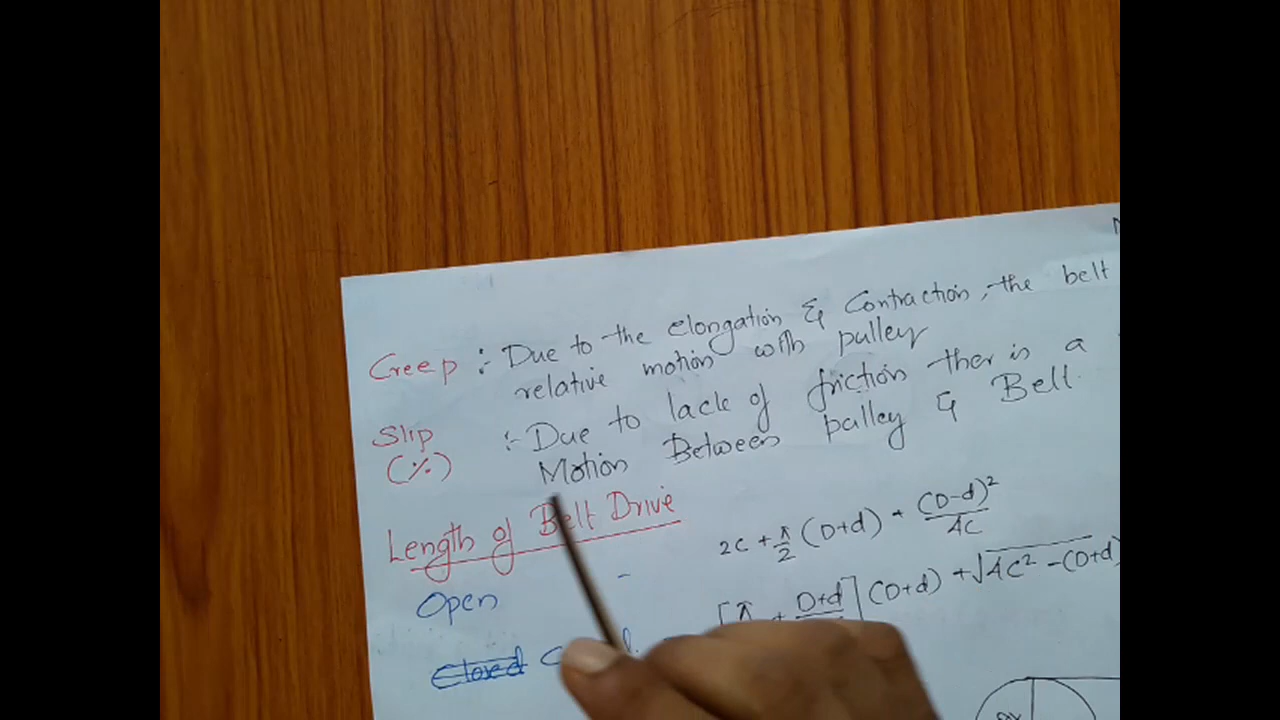 Creep :- Due to the elongation & Contraction, the belt
relative motion with pulley
Slip :- Due to lack of friction ther is a
(%) Motion Between pulley & Belt.
Length of Belt Drive
Open - 2C + π/2 (D+d) + (D-d)²/4C
Closed
[π + D+d] (D+d) + √4C² -(D+d)